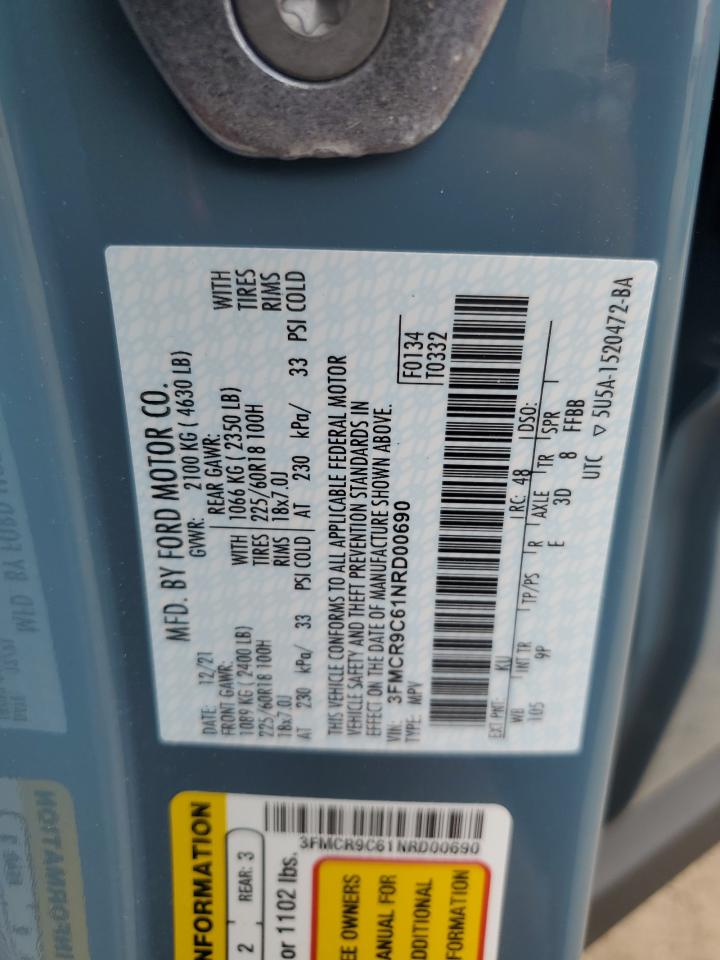 MFD. BY FORD MOTOR CO.
DATE: 12/21 GVWR: 2100 KG ( 4630 LB)
FRONT GAWR: REAR GAWR: WITH
1089 KG ( 2400 LB) WITH 1066 KG ( 2350 LB) TIRES
225/60R18 100H TIRES 225/60R18 100H RIMS
18x7.0J RIMS 18x7.0J
AT 230 kPa/ 33 PSI COLD AT 230 kPa/ 33 PSI COLD
THIS VEHICLE CONFORMS TO ALL APPLICABLE FEDERAL MOTOR
VEHICLE SAFETY AND THEFT PREVENTION STANDARDS IN
EFFECT ON THE DATE OF MANUFACTURE SHOWN ABOVE.
VIN: 3FMCR9C61NRD00690 F0134
TYPE: MPV T0332
EXT PNT: KU RC: 48 DSO:
WB INT TR TP/PS R AXLE TR SPR
105 9P E 3D 8 FFBB
UTC ▽ 5U5A-1520472-BA
NFORMATION
2 REAR: 3
or 1102 lbs.
3FMCR9C61NRD00690
EE OWNERS
ANUAL FOR
DDITIONAL
FORMATION